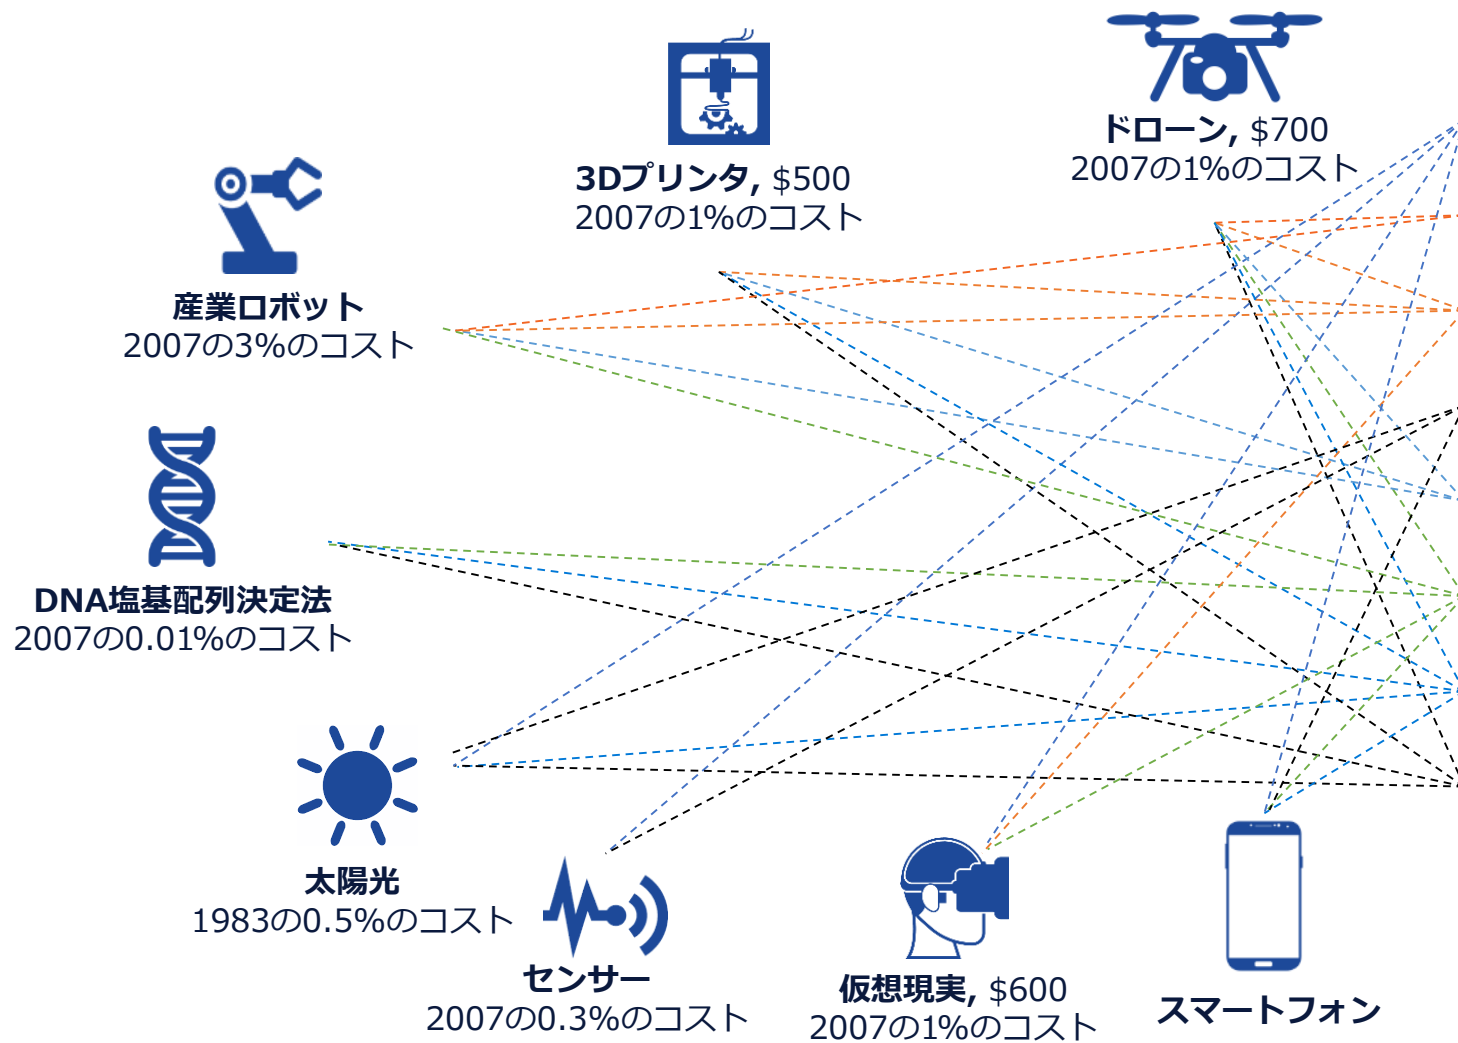 ドローン, $700
2007の1%のコスト
3Dプリンタ, $500
2007の1%のコスト
産業ロボット
2007の3%のコスト
DNA塩基配列決定法
2007の0.01%のコスト
太陽光
1983の0.5%のコスト
センサー
2007の0.3%のコスト
仮想現実, $600
2007の1%のコスト
スマートフォン